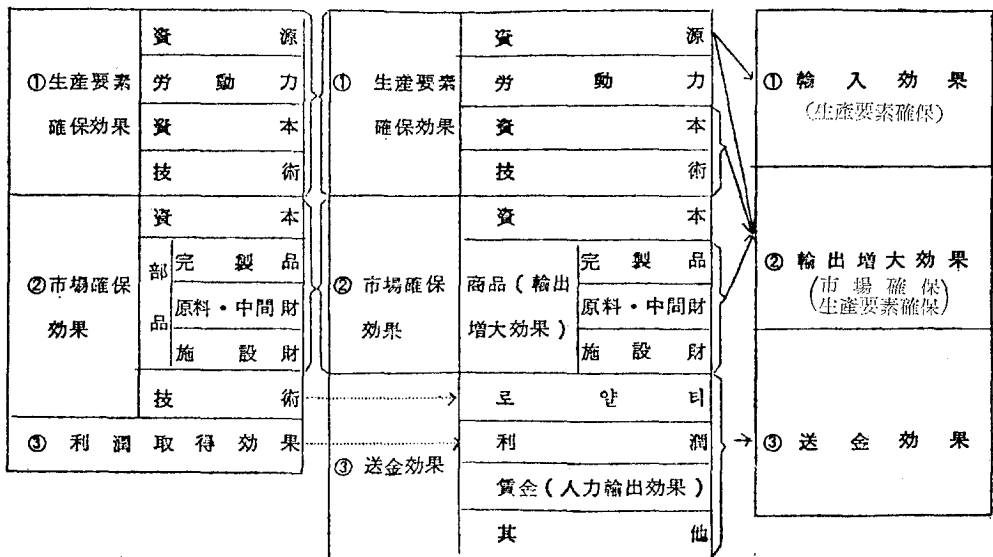 ①生産要素
確保効果
資源
労働力
資本
技術
②市場確保
効果
資本
部品
完製品
原料・中間財
施設財
技術
③利潤取得効果
① 生産要素
確保効果
資源
労働力
資本
技術
② 市場確保
効果
資本
商品(輸出
増大効果)
完製品
原料・中間財
施設財
③ 送金効果
로얄티
利潤
賃金(人力輸出効果)
其他
① 輸入効果
(生産要素確保)
② 輸出増大効果
(市場確保
生産要素確保)
③ 送金効果